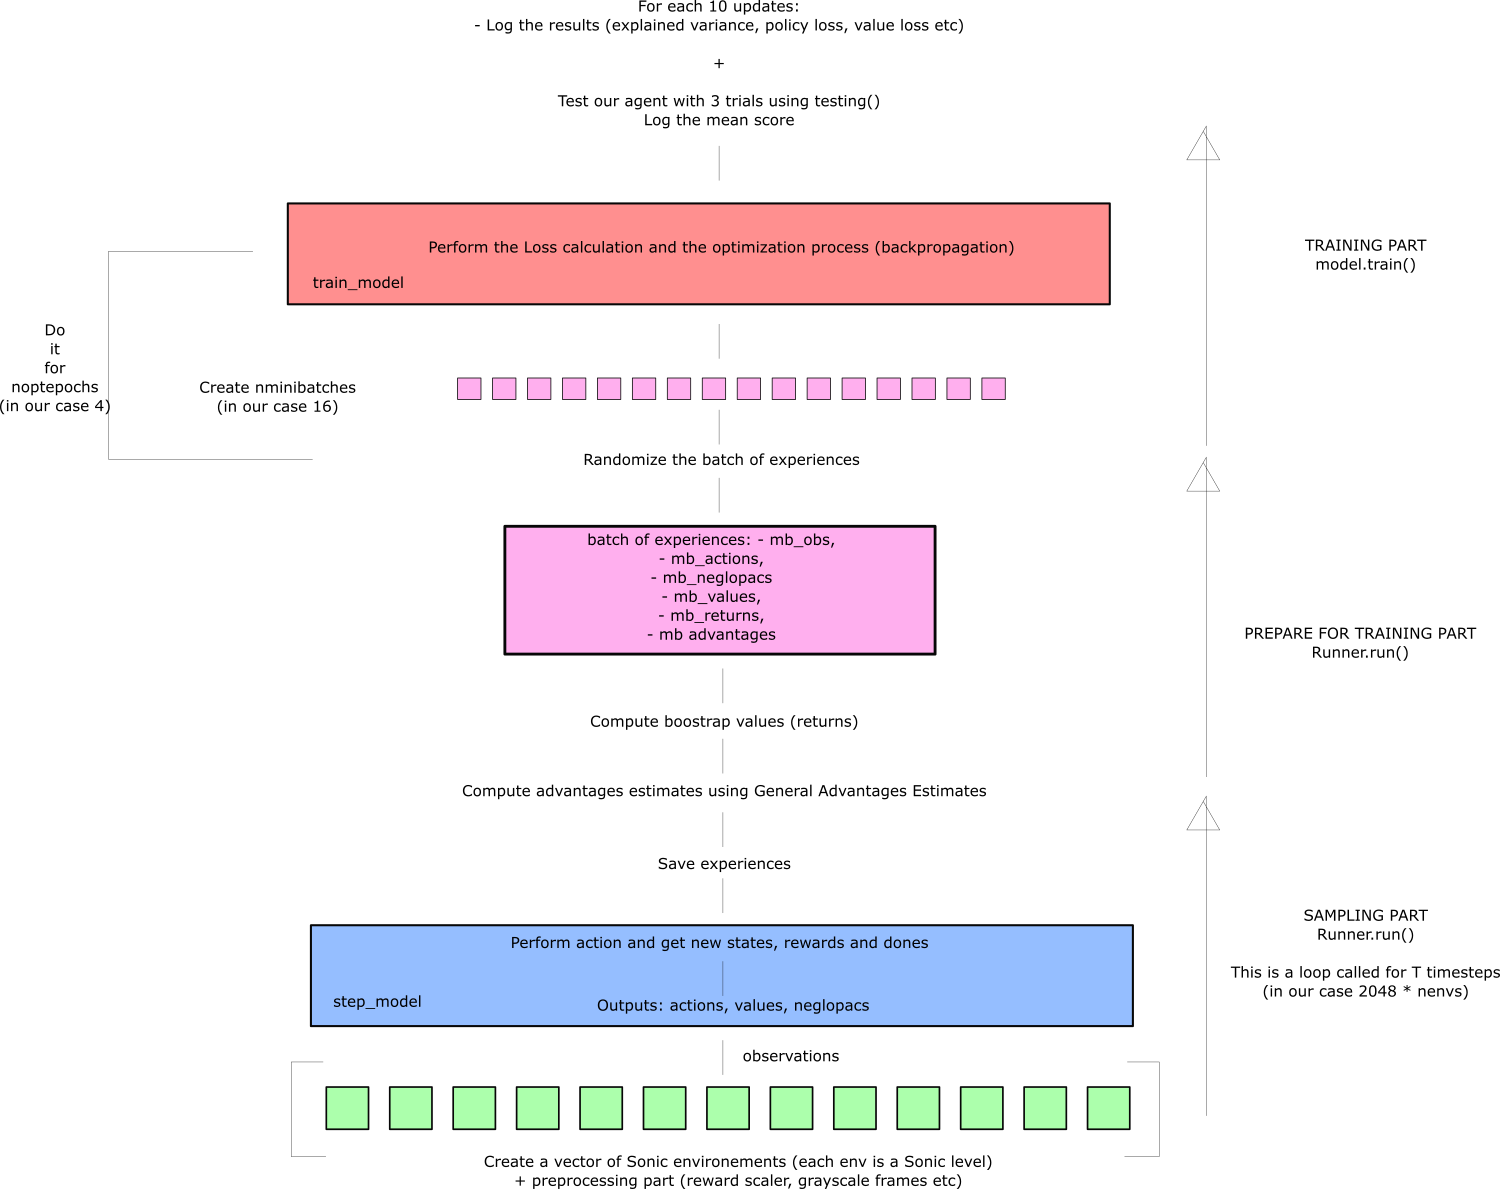 For each 10 updates:
- Log the results (explained variance, policy loss, value loss etc)
+
Test our agent with 3 trials using testing()
Log the mean score
Perform the Loss calculation and the optimization process (backpropagation)
train_model
TRAINING PART
model.train()
Do
it
for
noptepochs
(in our case 4)
Create nminibatches
(in our case 16)
Randomize the batch of experiences
batch of experiences: - mb_obs,
- mb_actions,
- mb_neglopacs
- mb_values,
- mb_returns,
- mb advantages
PREPARE FOR TRAINING PART
Runner.run()
Compute boostrap values (returns)
Compute advantages estimates using General Advantages Estimates
Save experiences
Perform action and get new states, rewards and dones
step_model
Outputs: actions, values, neglopacs
SAMPLING PART
Runner.run()
This is a loop called for T timesteps
(in our case 2048 * nenvs)
observations
Create a vector of Sonic environements (each env is a Sonic level)
+ preprocessing part (reward scaler, grayscale frames etc)